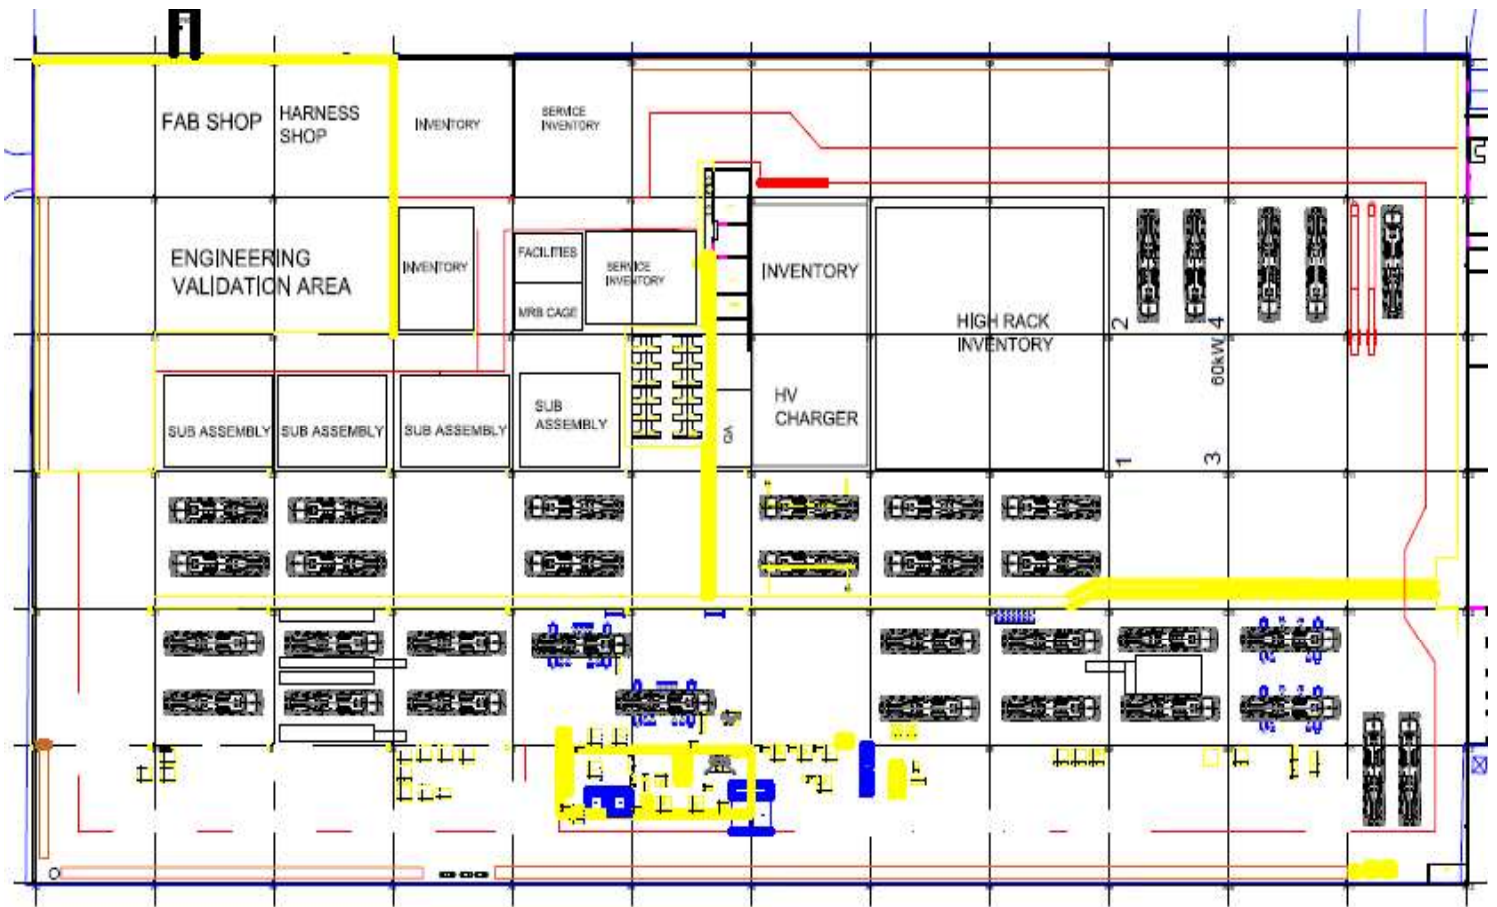 FAB SHOP
HARNESS
SHOP
INVENTORY
SERVICE
INVENTORY
ENGINEERING
VALIDATION AREA
INVENTORY
FACILITIES
MRB CAGE
SERVICE
INVENTORY
INVENTORY
HIGH RACK
INVENTORY
2
4
60kW
1
3
HV
CHARGER
QA
SUB ASSEMBLY
SUB ASSEMBLY
SUB ASSEMBLY
SUB
ASSEMBLY